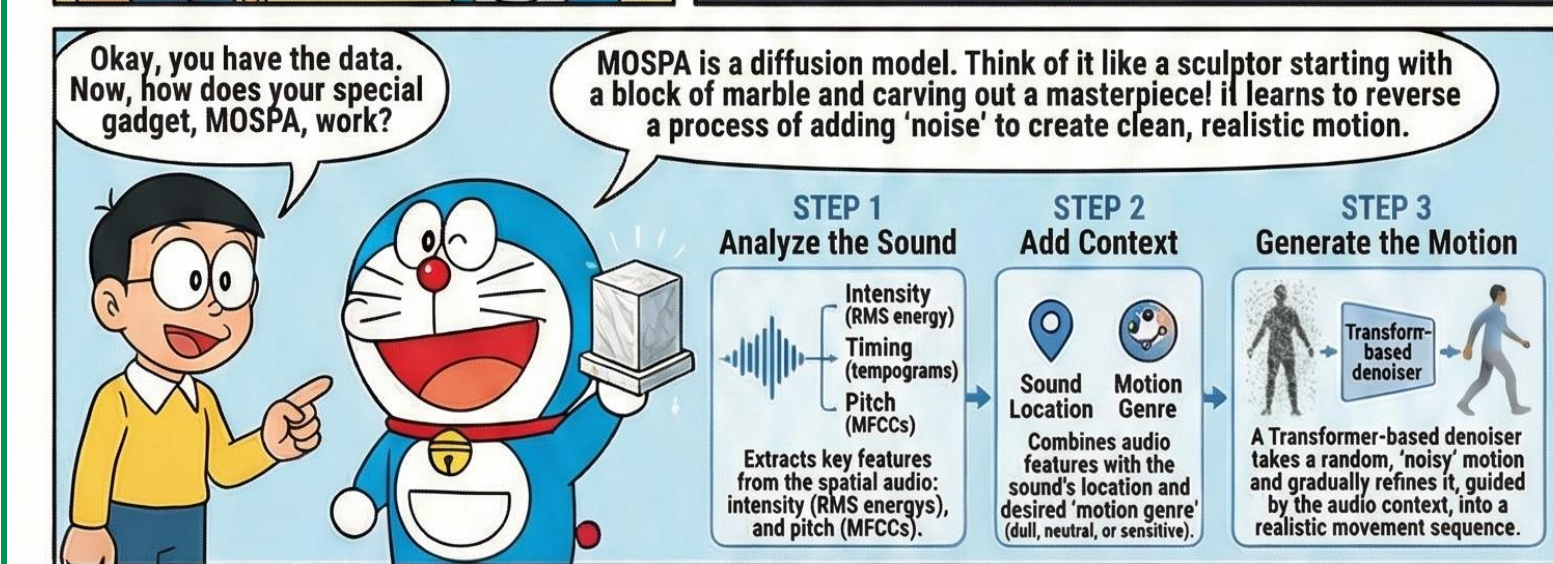 Okay, you have the data.
Now, how does your special
gadget, MOSPA, work?
MOSPA is a diffusion model. Think of it like a sculptor starting with
a block of marble and carving out a masterpiece! it learns to reverse
a process of adding ‘noise’ to create clean, realistic motion.
STEP 1
Analyze the Sound
Intensity
(RMS energy)
Timing
(tempograms)
Pitch
(MFCCs)
Extracts key features
from the spatial audio:
intensity (RMS energys),
and pitch (MFCCs).
STEP 2
Add Context
Sound
Location
Motion
Genre
Combines audio
features with the
sound's location and
desired ‘motion genre’
(dull, neutral, or sensitive).
STEP 3
Generate the Motion
Transform-
based
denoiser
A Transformer-based denoiser
takes a random, ‘noisy’ motion
and gradually refines it, guided
by the audio context, into a
realistic movement sequence.